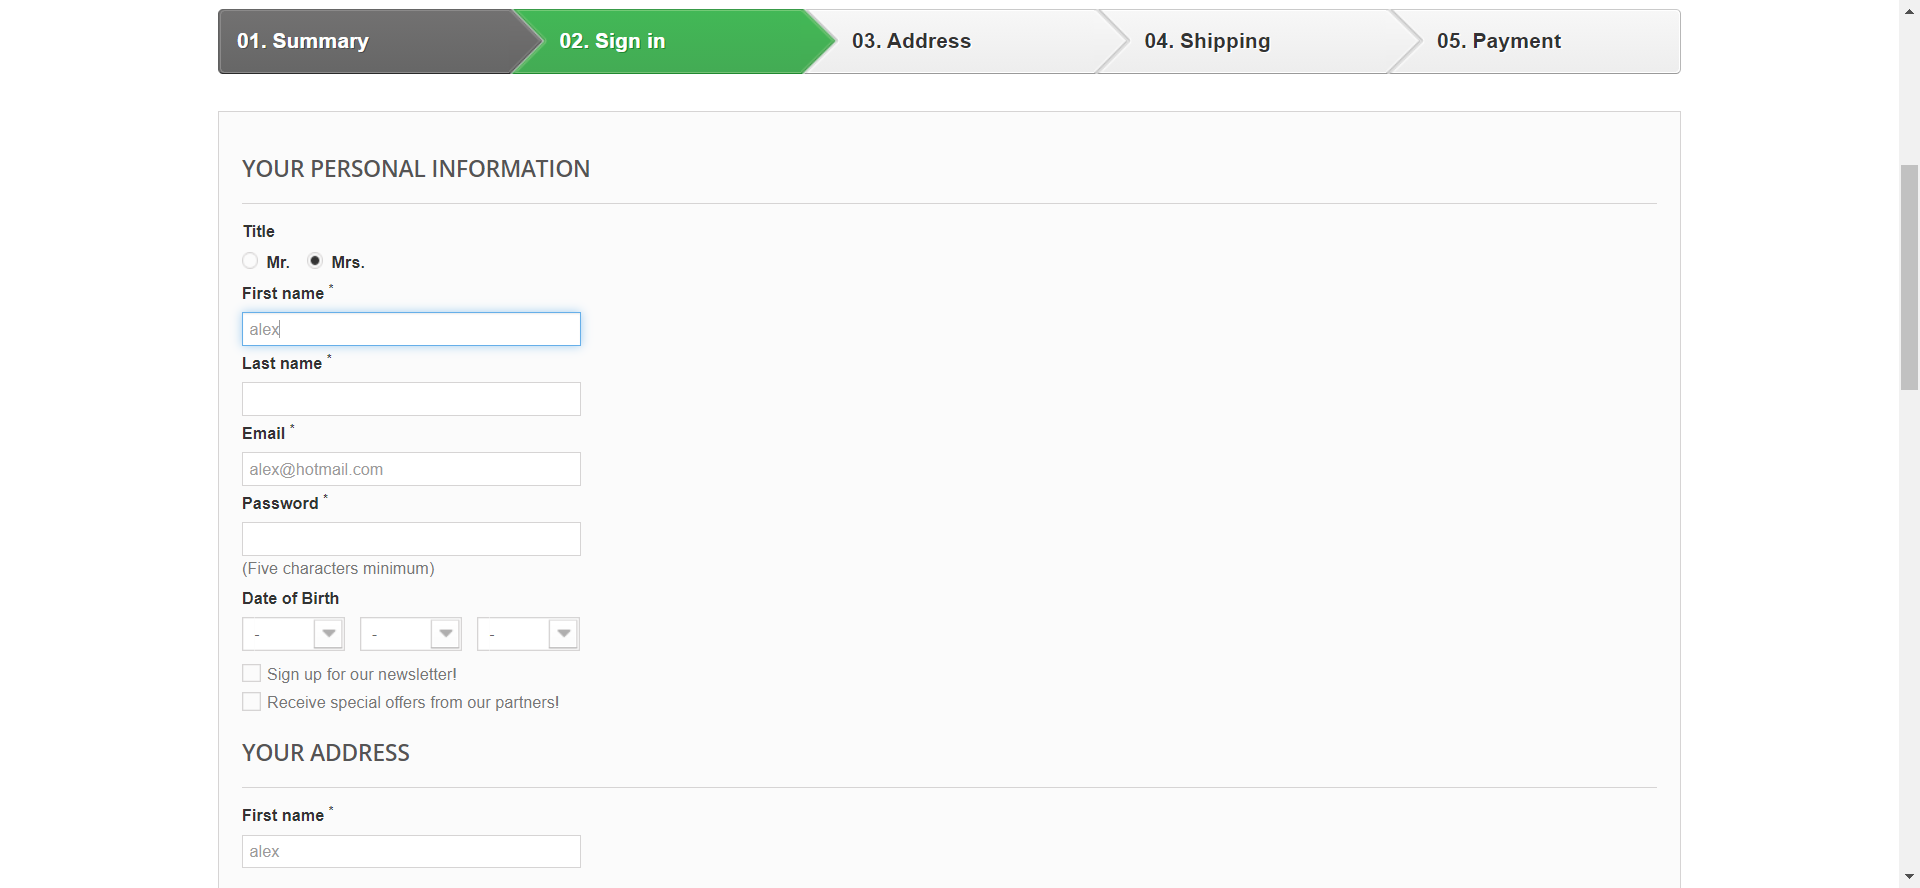 01. Summary 02. Sign in 03. Address 04. Shipping 05. Payment
YOUR PERSONAL INFORMATION
Title
Mr. Mrs.
First name *
alex
Last name *
Email *
alex@hotmail.com
Password *
(Five characters minimum)
Date of Birth
- - -
Sign up for our newsletter!
Receive special offers from our partners!
YOUR ADDRESS
First name *
alex